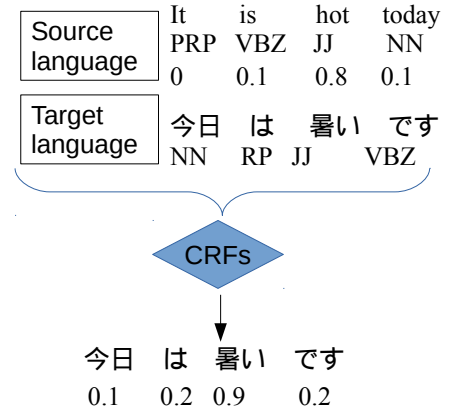 Source language
It is hot today
PRP VBZ JJ NN
0 0.1 0.8 0.1
Target language
今日 は 暑い です
NN RP JJ VBZ
CRFs
今日 は 暑い です
0.1 0.2 0.9 0.2